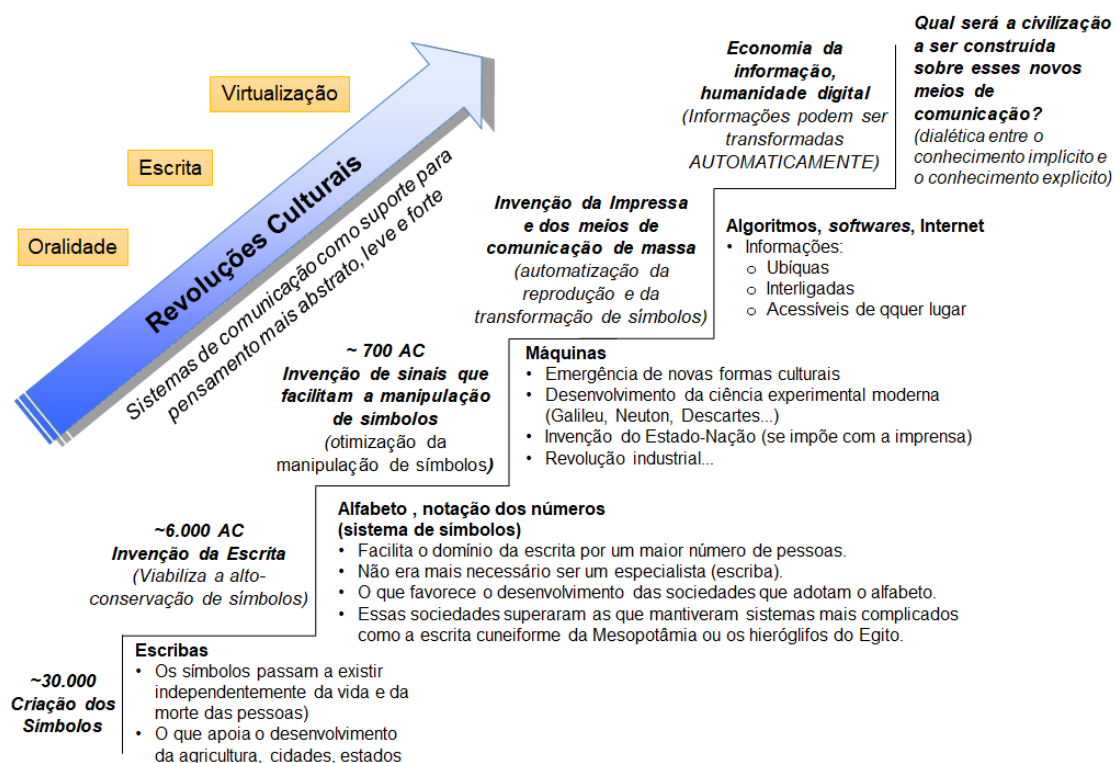 Virtualização
Escrita
Oralidade
Revoluções Culturais
Sistemas de comunicação como suporte para
pensamento mais abstrato, leve e forte
~30.000
Criação dos
Símbolos
Escribas
• Os símbolos passam a existir
independentemente da vida e da
morte das pessoas)
• O que apoia o desenvolvimento
da agricultura, cidades, estados
~6.000 AC
Invenção da Escrita
(Viabiliza a alto-
conservação de símbolos)
Alfabeto , notação dos números
(sistema de símbolos)
• Facilita o domínio da escrita por um maior número de pessoas.
• Não era mais necessário ser um especialista (escriba).
• O que favorece o desenvolvimento das sociedades que adotam o alfabeto.
• Essas sociedades superaram as que mantiveram sistemas mais complicados
como a escrita cuneiforme da Mesopotâmia ou os hieróglifos do Egito.
~ 700 AC
Invenção de sinais que
facilitam a manipulação
de símbolos
(otimização da
manipulação de símbolos)
Máquinas
• Emergência de novas formas culturais
• Desenvolvimento da ciência experimental moderna
(Galileu, Neuton, Descartes...)
• Invenção do Estado-Nação (se impõe com a imprensa)
• Revolução industrial...
Invenção da Impressa
e dos meios de
comunicação de massa
(automatização da
reprodução e da
transformação de símbolos)
Algoritmos, softwares, Internet
• Informações:
o Ubíquas
o Interligadas
o Acessíveis de qquer lugar
Economia da
informação,
humanidade digital
(Informações podem ser
transformadas
AUTOMATICAMENTE)
Qual será a civilização
a ser construída
sobre esses novos
meios de
comunicação?
(dialética entre o
conhecimento implícito e
o conhecimento explícito)